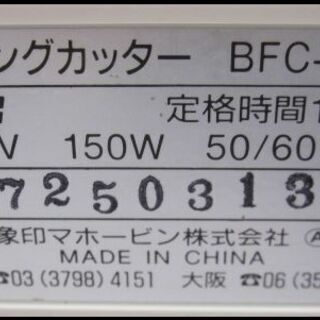 ングカッター BFC-
定格時間1
V 150W 50/60
7250313
象印マホービン株式会社 Ⓐ
MADE IN CHINA
☎03(3798)4151 大阪 ☎06(35